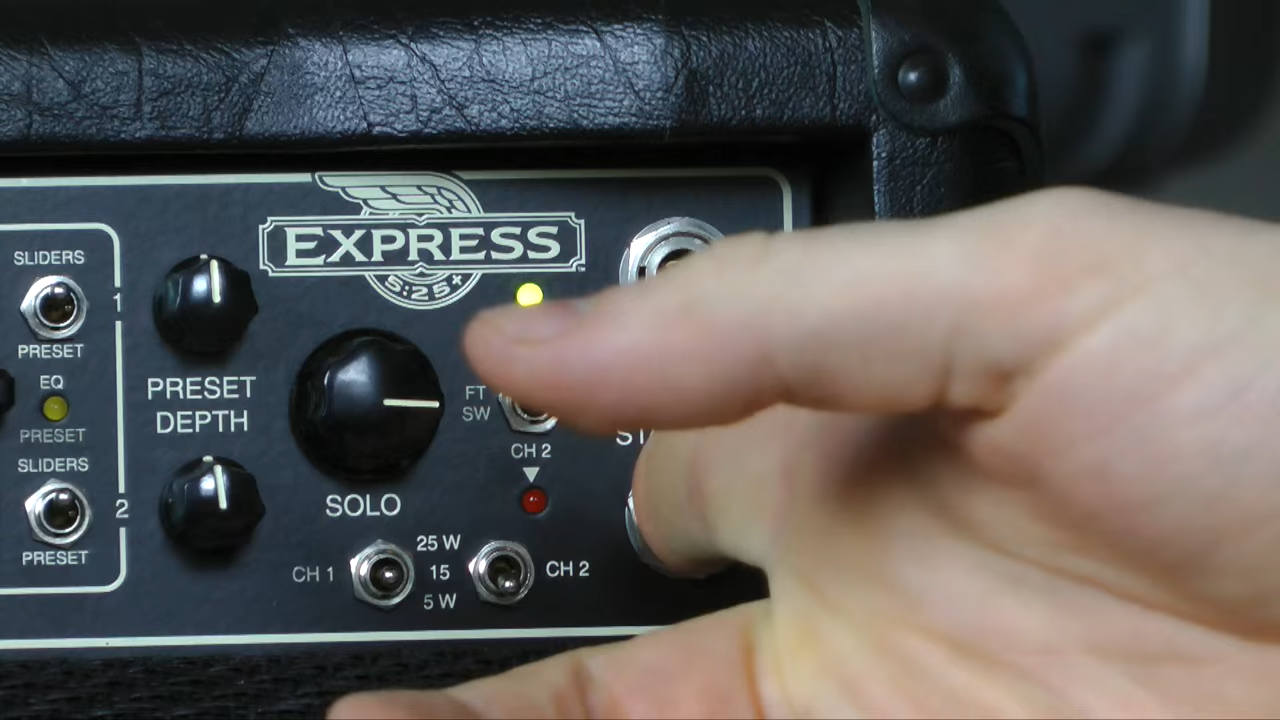 SLIDERS
1
PRESET
EQ
PRESET
SLIDERS
2
PRESET
PRESET
DEPTH
EXPRESS
5:25+
SOLO
FT
SW
CH 2
CH 1
25 W
15
5 W
CH 2